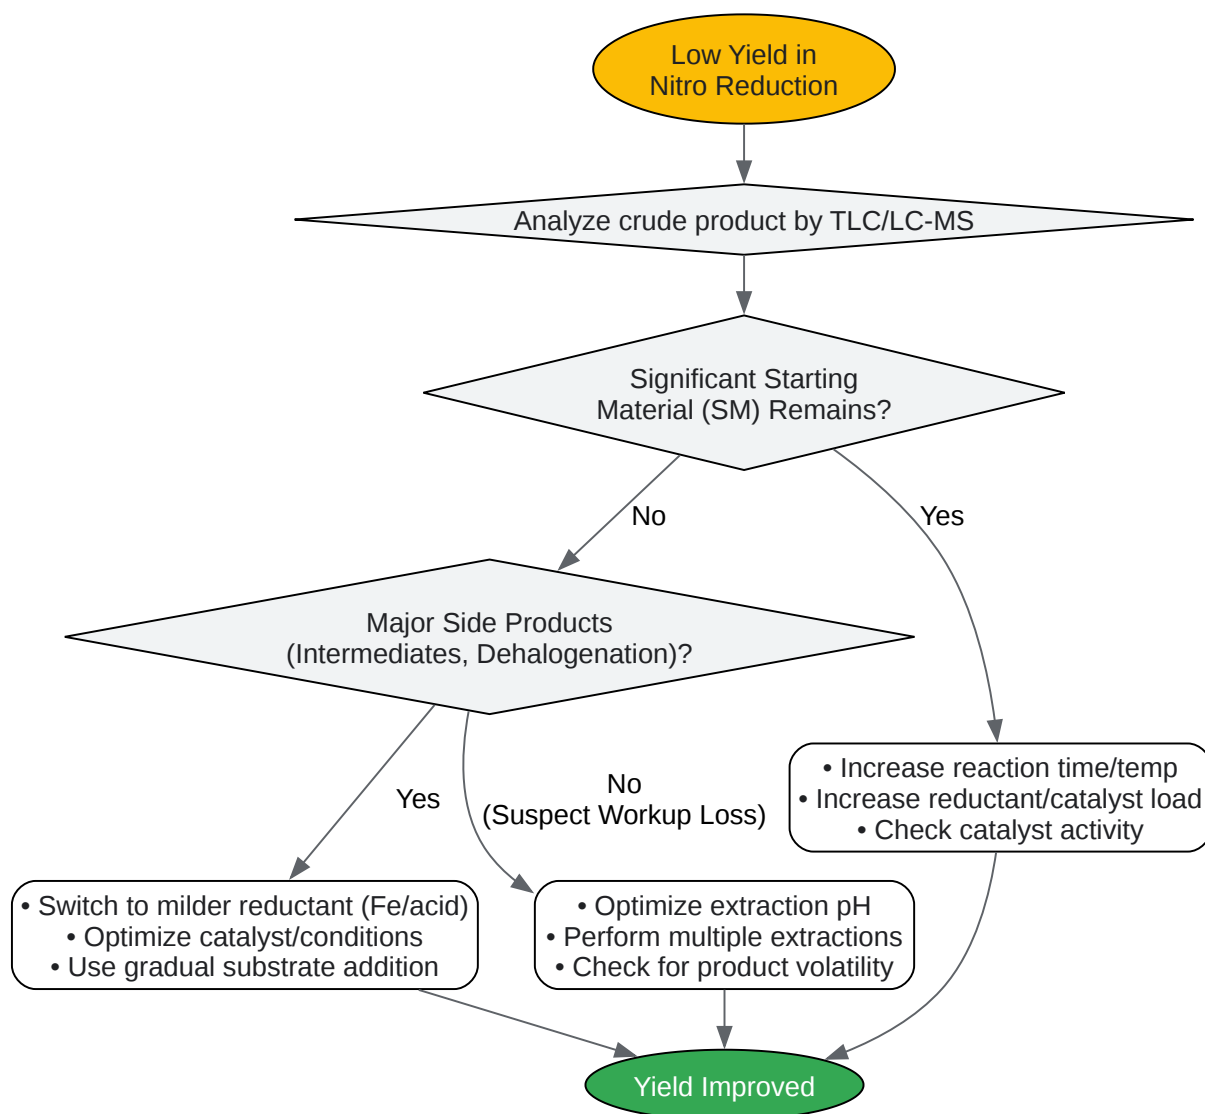 Low Yield in
Nitro Reduction
Analyze crude product by TLC/LC-MS
Significant Starting
Material (SM) Remains?
No
Yes
Major Side Products
(Intermediates, Dehalogenation)?
Yes
No
(Suspect Workup Loss)
• Increase reaction time/temp
• Increase reductant/catalyst load
• Check catalyst activity
• Switch to milder reductant (Fe/acid)
• Optimize catalyst/conditions
• Use gradual substrate addition
• Optimize extraction pH
• Perform multiple extractions
• Check for product volatility
Yield Improved